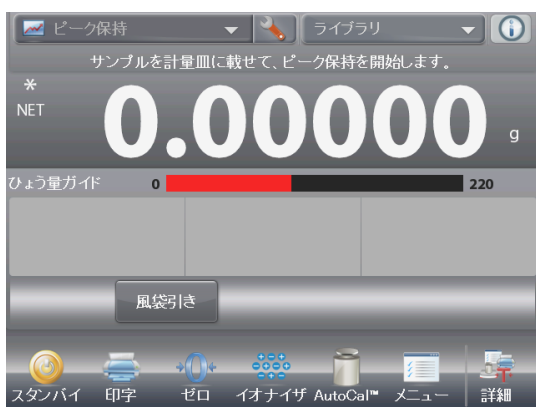 ピーク保持 ライブラリ
サンプルを計量皿に載せて、ピーク保持を開始します。
*
NET 0.00000 g
ひょう量ガイド 0 220
風袋引き
スタンバイ 印字 ゼロ イオナイザ AutoCal™ メニュー 詳細